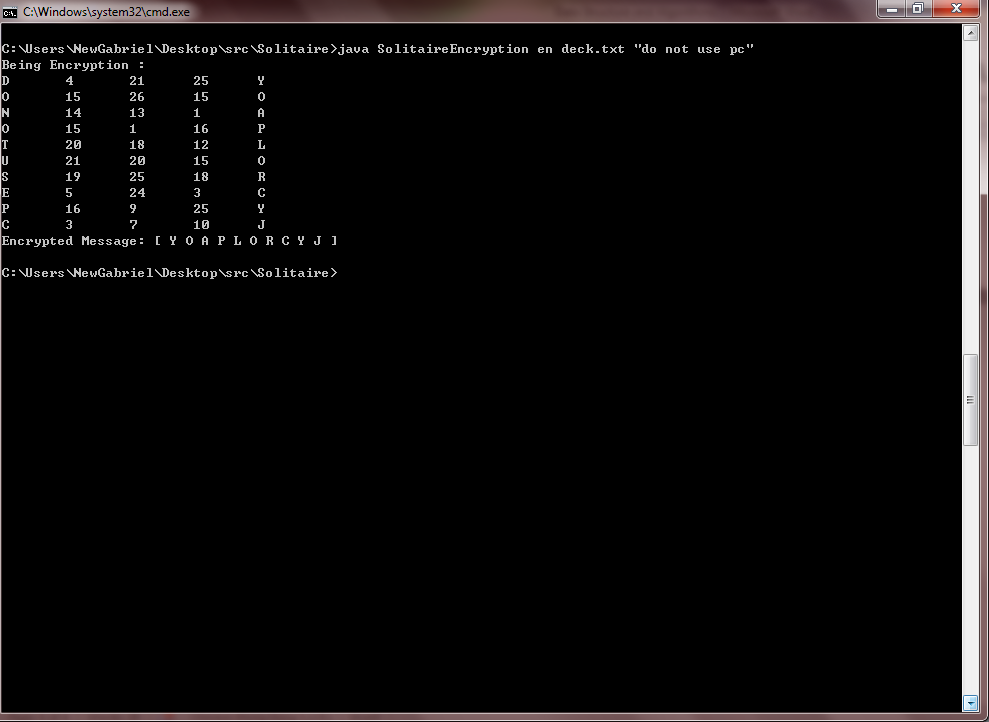 C:\Windows\system32\cmd.exe
C:\Users\NewGabriel\Desktop\src\Solitaire>java SolitaireEncryption en deck.txt "do not use pc"
Being Encryption :
D 4 21 25 Y
O 15 26 15 O
N 14 13 1 A
O 15 1 16 P
T 20 18 12 L
U 21 20 15 O
S 19 25 18 R
E 5 24 3 C
P 16 9 25 Y
C 3 7 10 J
Encrypted Message: [ Y O A P L O R C Y J ]
C:\Users\NewGabriel\Desktop\src\Solitaire>